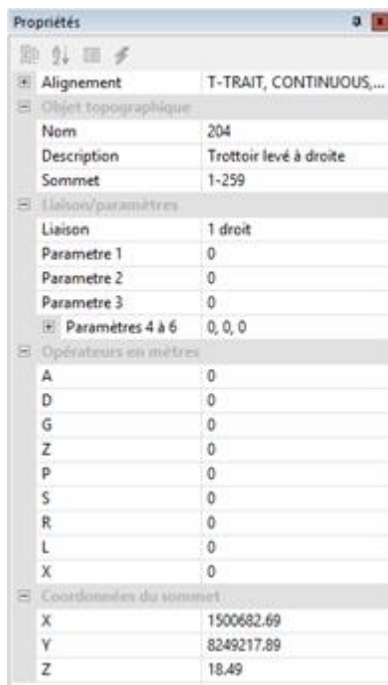 Propriétés
Alignement T-TRAIT, CONTINUOUS,...
Objet topographique
Nom 204
Description Trottoir levé à droite
Sommet 1-259
Liaison/paramètres
Liaison 1 droit
Parametre 1 0
Parametre 2 0
Parametre 3 0
Paramètres 4 à 6 0, 0, 0
Opérateurs en mètres
A 0
D 0
G 0
Z 0
P 0
S 0
R 0
L 0
X 0
Coordonnées du sommet
X 1500682.69
Y 8249217.89
Z 18.49